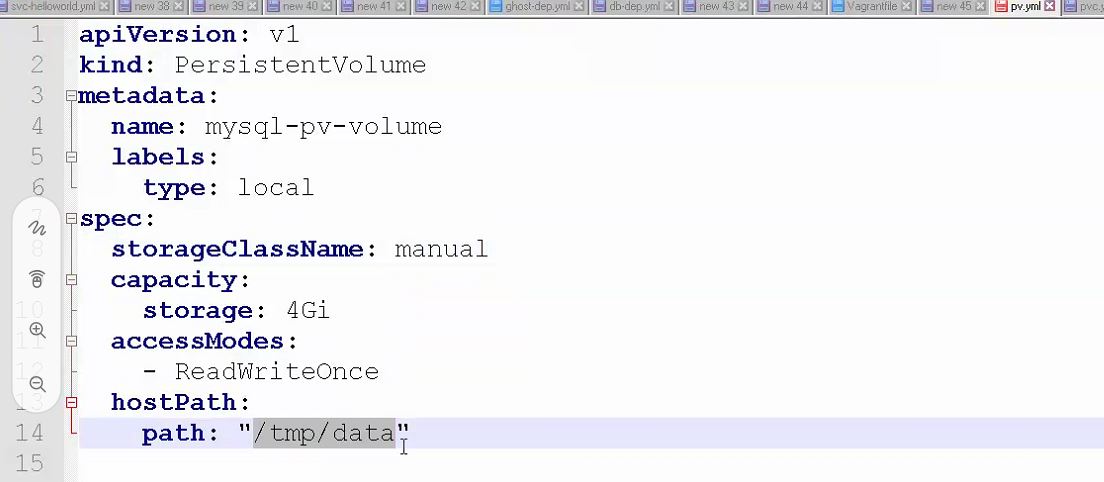 svc-helloworld.yml new 38 new 39 new 40 new 41 new 42 ghost-dep.yml db-dep.yml new 43 new 44 Vagrantfile new 45 pv.yml pvc.y
1 apiVersion: v1
2 kind: PersistentVolume
3 metadata:
4 name: mysql-pv-volume
5 labels:
6 type: local
7 spec:
8 storageClassName: manual
capacity:
10 storage: 4Gi
11 accessModes:
12 - ReadWriteOnce
13 hostPath:
14 path: "/tmp/data"
15